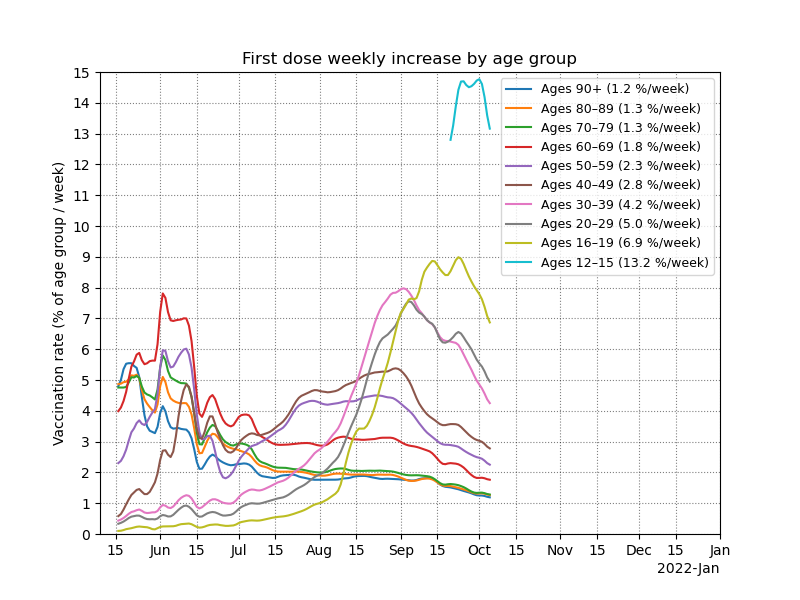 First dose weekly increase by age group
Vaccination rate (% of age group / week)
15
14
13
12
11
10
9
8
7
6
5
4
3
2
1
0
Ages 90+ (1.2 %/week)
Ages 80–89 (1.3 %/week)
Ages 70–79 (1.3 %/week)
Ages 60–69 (1.8 %/week)
Ages 50–59 (2.3 %/week)
Ages 40–49 (2.8 %/week)
Ages 30–39 (4.2 %/week)
Ages 20–29 (5.0 %/week)
Ages 16–19 (6.9 %/week)
Ages 12–15 (13.2 %/week)
15 Jun 15 Jul 15 Aug 15 Sep 15 Oct 15 Nov 15 Dec 15 Jan
2022-Jan